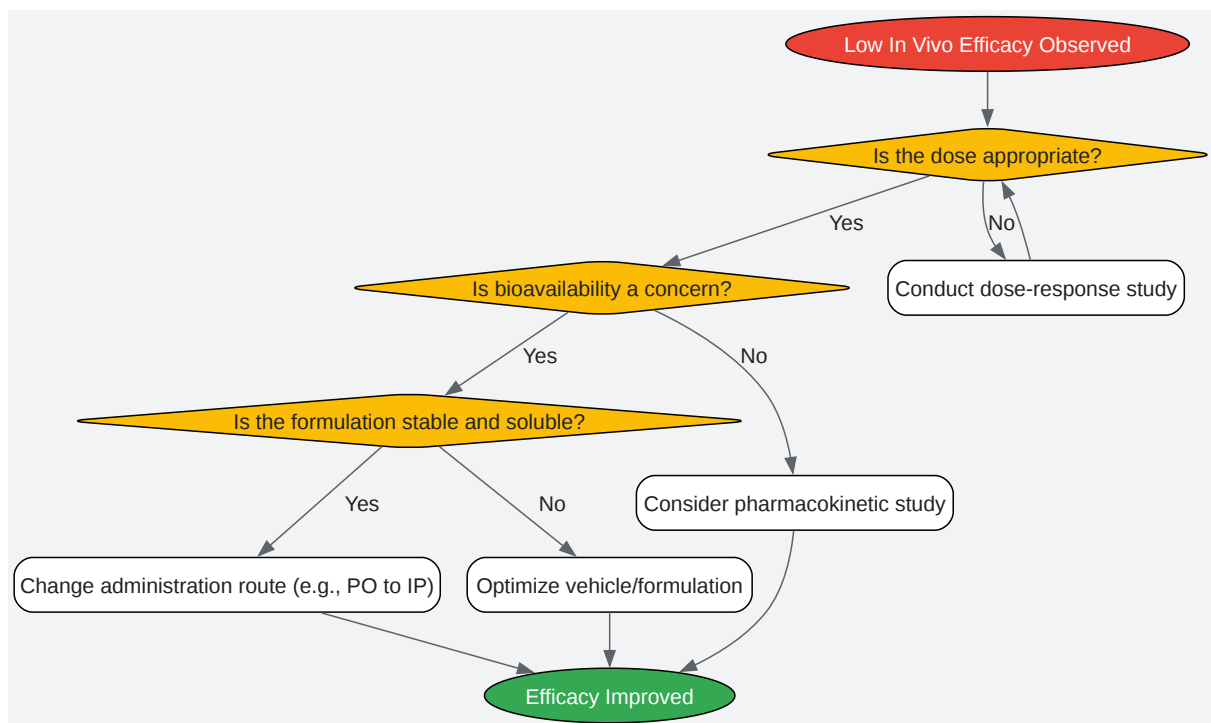 Low In Vivo Efficacy Observed
Is the dose appropriate?
Yes
No
Is bioavailability a concern?
Conduct dose-response study
Yes
No
Is the formulation stable and soluble?
Yes
No
Consider pharmacokinetic study
Change administration route (e.g., PO to IP)
Optimize vehicle/formulation
Efficacy Improved